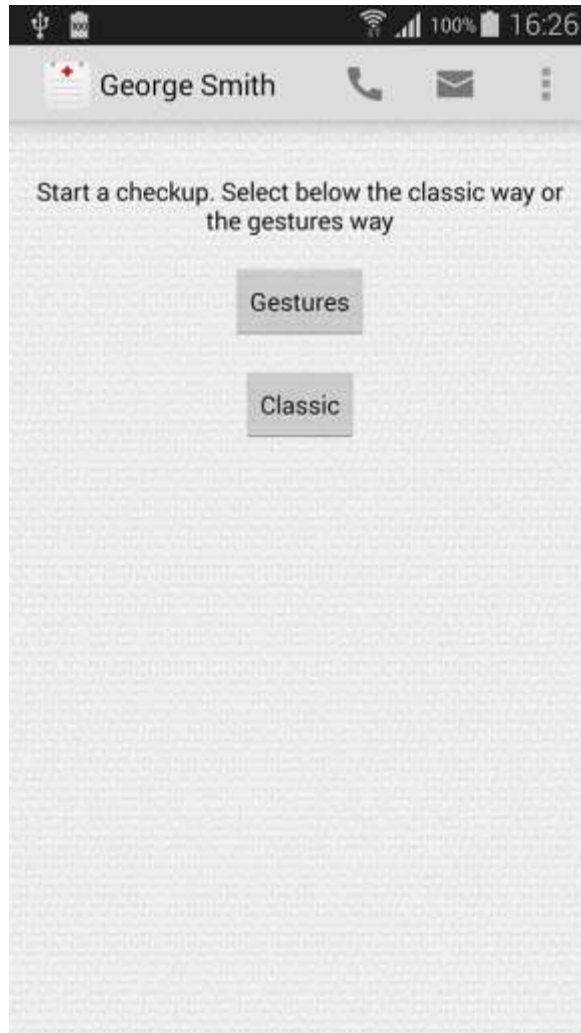 100% 16:26
George Smith
Start a checkup. Select below the classic way or
the gestures way
Gestures
Classic